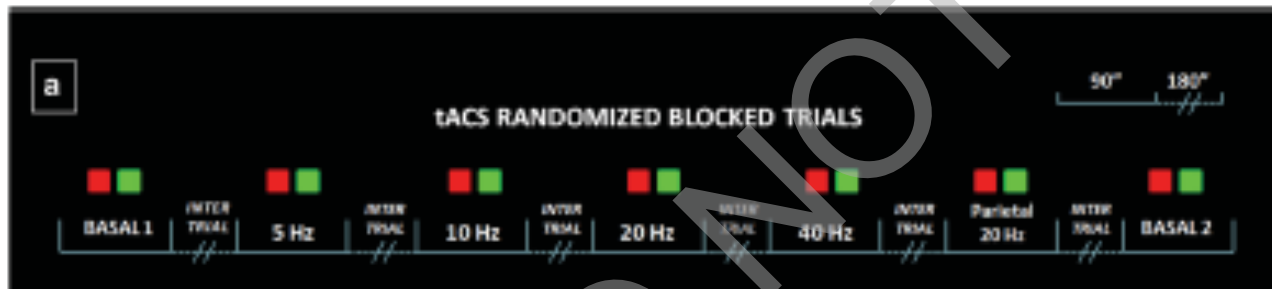 a
90" 180"
tACS RANDOMIZED BLOCKED TRIALS
BASAL 1
INTER
TRIAL
5 Hz
INTER
TRIAL
10 Hz
INTER
TRIAL
20 Hz
INTER
TRIAL
40 Hz
INTER
TRIAL
Parietal
20 Hz
INTER
TRIAL
BASAL 2
NOT